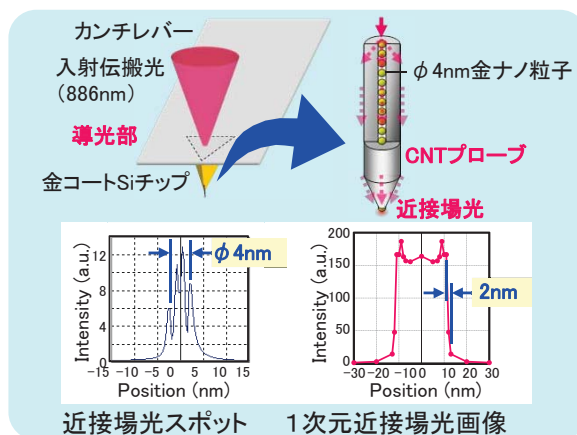 カンチレバー
入射伝搬光
(886nm)
導光部
金コートSiチップ
φ4nm金ナノ粒子
CNTプローブ
近接場光
Intensity (a.u.)
12
8
4
0
φ4nm
-15 -10 -5 0 5 10 15
Position (nm)
近接場光スポット
Intensity (a.u.)
200
150
100
50
0
2nm
-30 -20 -10 0 10 20 30
Position (nm)
1次元近接場光画像